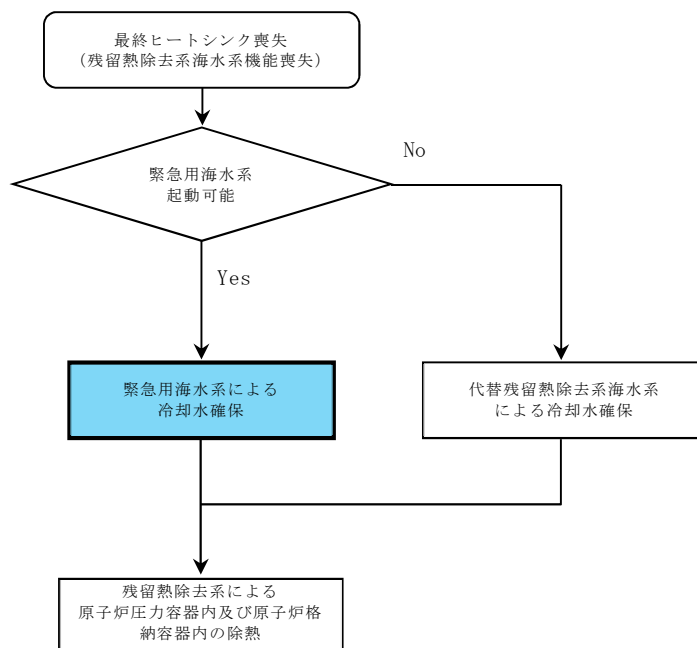 最終ヒートシンク喪失
（残留熱除去系海水系機能喪失）
緊急用海水系
起動可能
No
Yes
緊急用海水系による
冷却水確保
代替残留熱除去系海水系
による冷却水確保
残留熱除去系による
原子炉圧力容器内及び原子炉格
納容器内の除熱